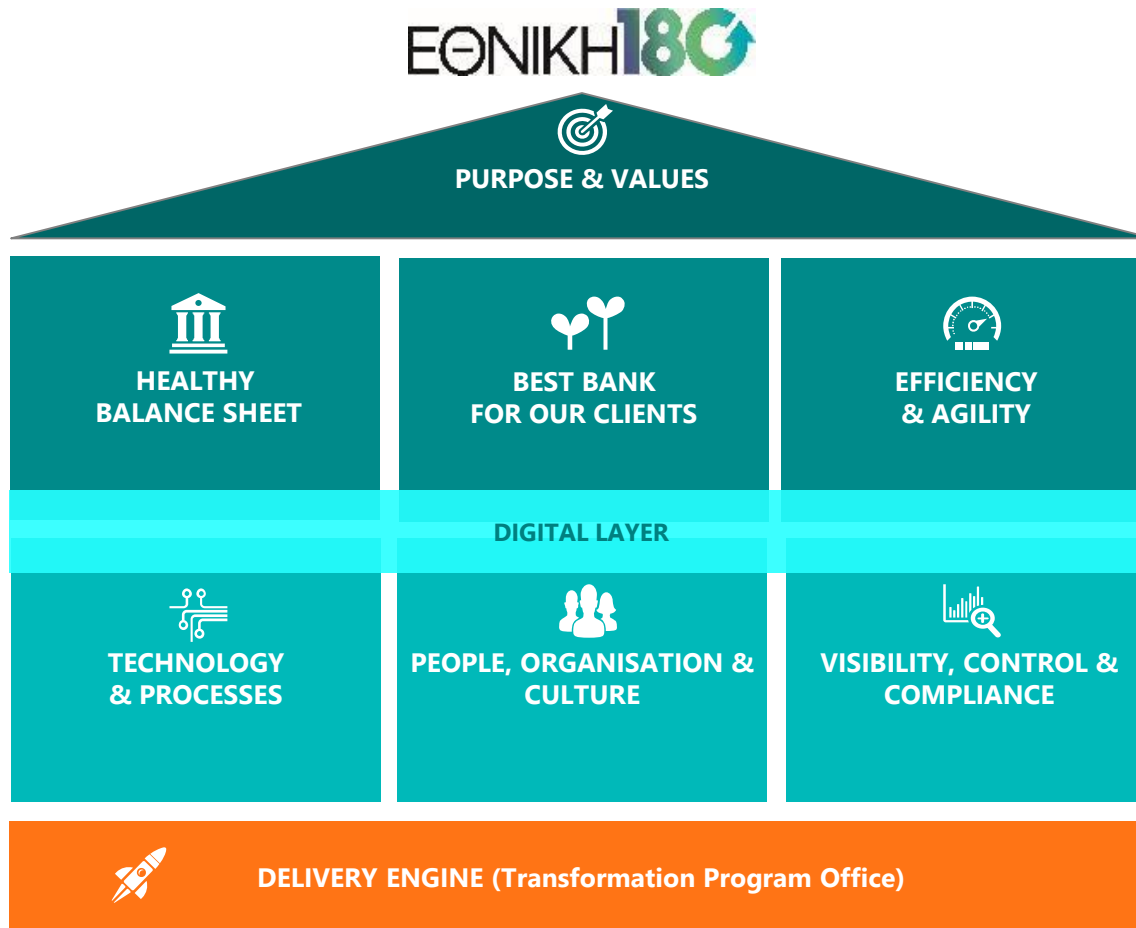 ΕΘΝΙΚΗ180
PURPOSE & VALUES
HEALTHY
BALANCE SHEET
BEST BANK
FOR OUR CLIENTS
EFFICIENCY
& AGILITY
DIGITAL LAYER
TECHNOLOGY
& PROCESSES
PEOPLE, ORGANISATION &
CULTURE
VISIBILITY, CONTROL &
COMPLIANCE
DELIVERY ENGINE (Transformation Program Office)